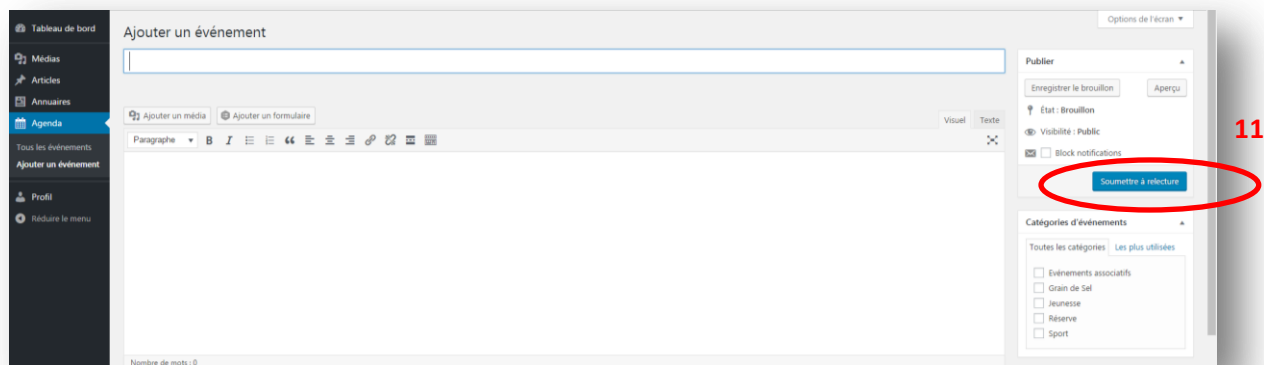 Options de l'écran
Tableau de bord
Ajouter un événement
Médias
Articles
Annuaires
Agenda
Tous les événements
Ajouter un événement
Profil
Réduire le menu
Ajouter un média
Ajouter un formulaire
Visuel
Texte
Paragraphe
B
I
Nombre de mots : 0
Publier
Enregistrer le brouillon
Aperçu
État : Brouillon
Visibilité : Public
Block notifications
Soumettre à relecture
11
Catégories d'événements
Toutes les catégories
Les plus utilisées
Evénements associatifs
Grain de Sel
Jeunesse
Réserve
Sport